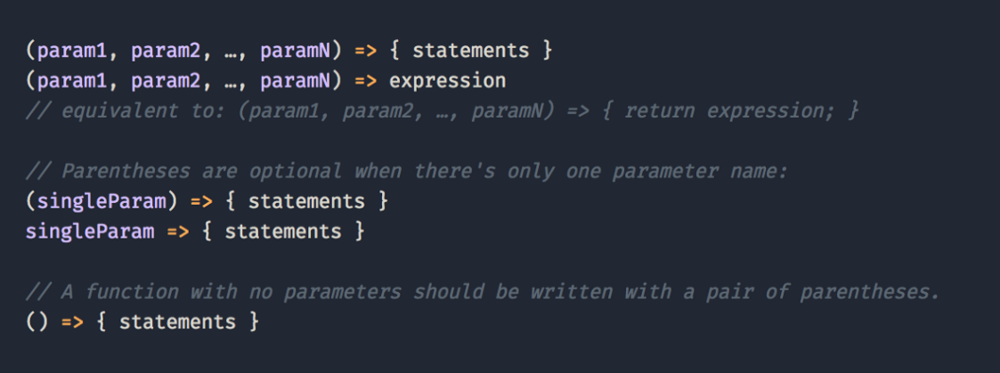 (param1, param2, …, paramN) => { statements }
(param1, param2, …, paramN) => expression
// equivalent to: (param1, param2, …, paramN) => { return expression; }
// Parentheses are optional when there's only one parameter name:
(singleParam) => { statements }
singleParam => { statements }
// A function with no parameters should be written with a pair of parentheses.
() => { statements }